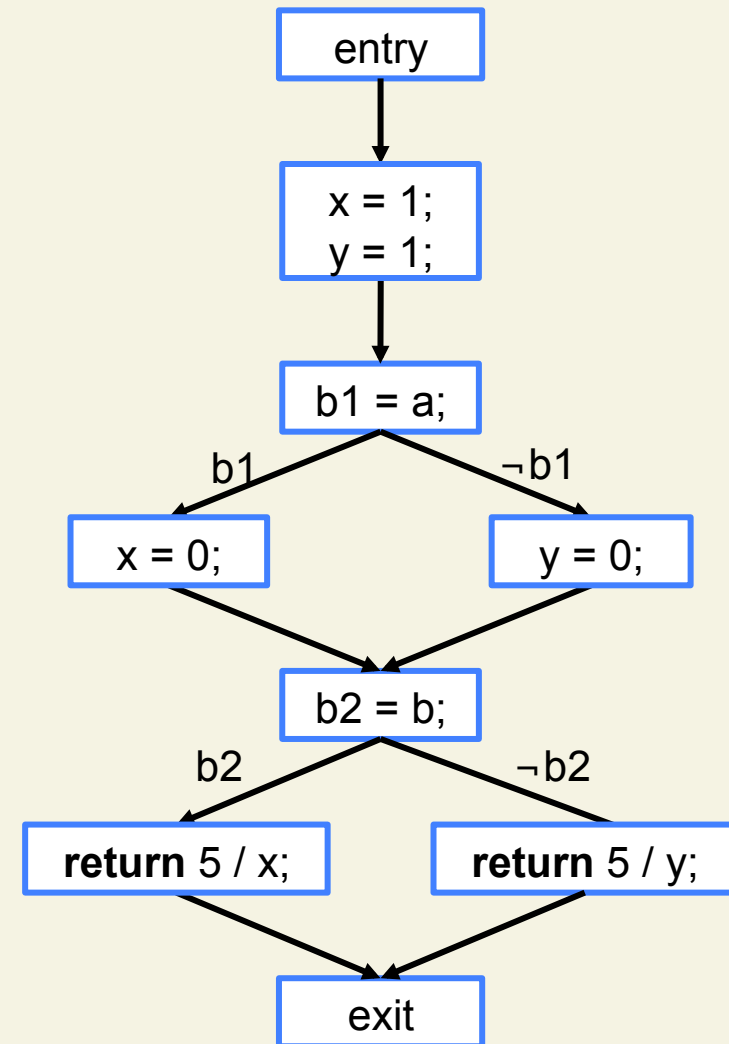 entry
x = 1;
y = 1;
b1 = a;
b1
¬b1
x = 0;
y = 0;
b2 = b;
b2
¬b2
return 5 / x;
return 5 / y;
exit